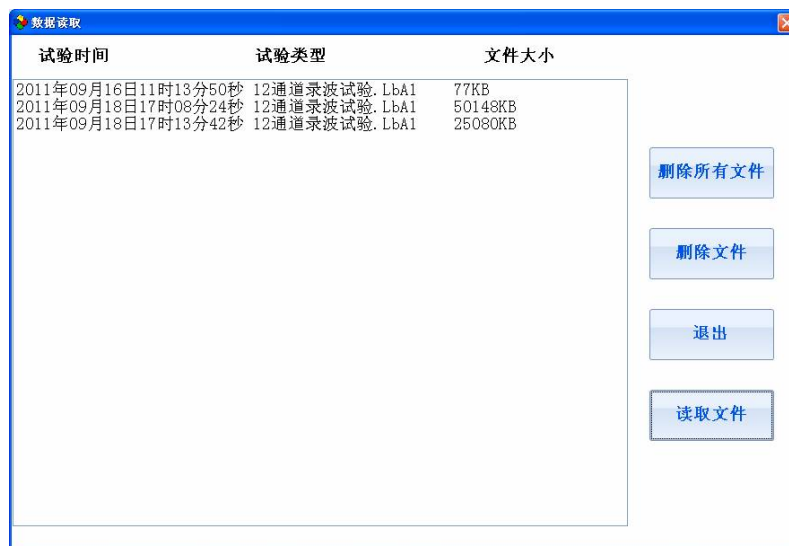 数据读取
试验时间 试验类型 文件大小
2011年09月16日11时13分50秒 12通道录波试验.LbA1 77KB
2011年09月18日17时08分24秒 12通道录波试验.LbA1 50148KB
2011年09月18日17时13分42秒 12通道录波试验.LbA1 25080KB
删除所有文件
删除文件
退出
读取文件